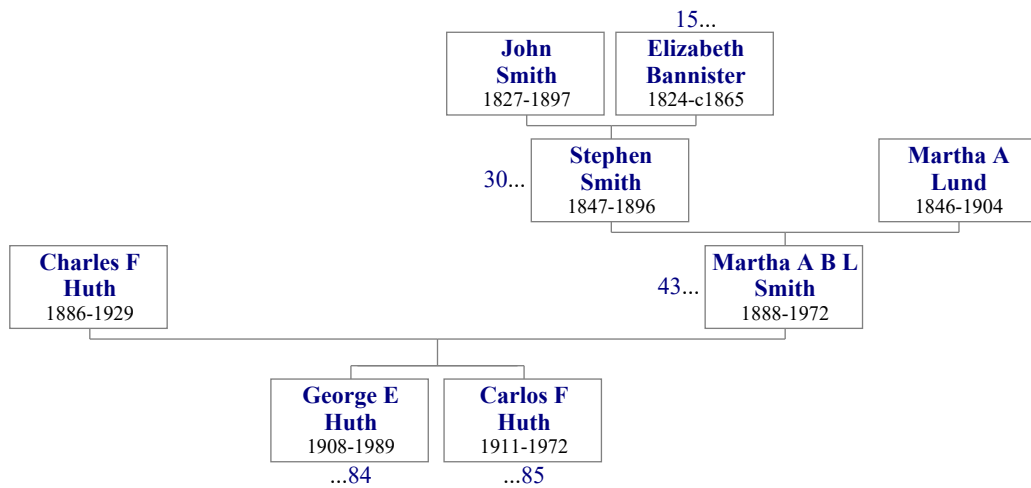 15...
John
Smith
1827-1897
Elizabeth
Bannister
1824-c1865
30...
Stephen
Smith
1847-1896
Martha A
Lund
1846-1904
Charles F
Huth
1886-1929
43...
Martha A B L
Smith
1888-1972
George E
Huth
1908-1989
...84
Carlos F
Huth
1911-1972
...85